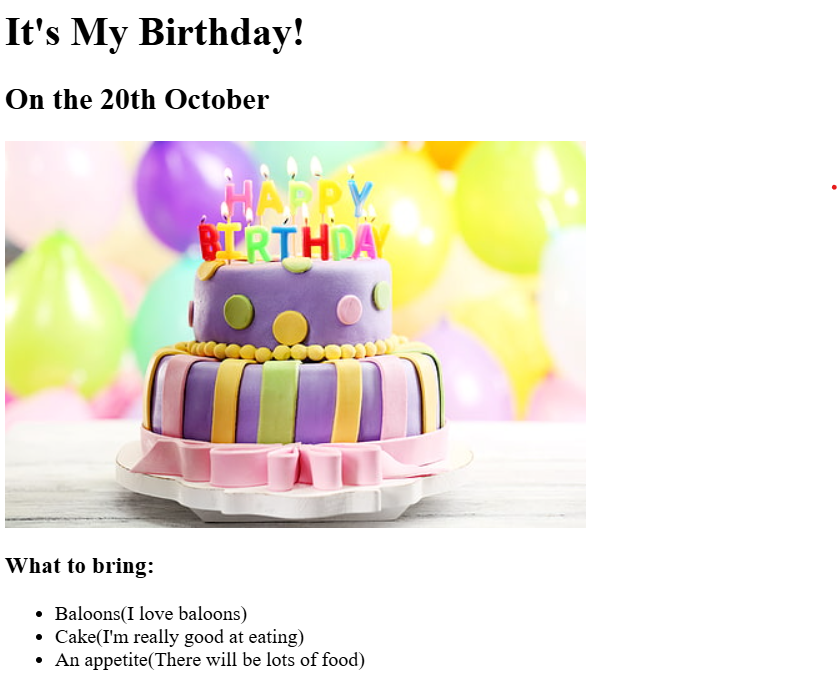 It's My Birthday!
On the 20th October
HAPPY
BIRTHDAY
What to bring:
Baloons(I love baloons)
Cake(I'm really good at eating)
An appetite(There will be lots of food)